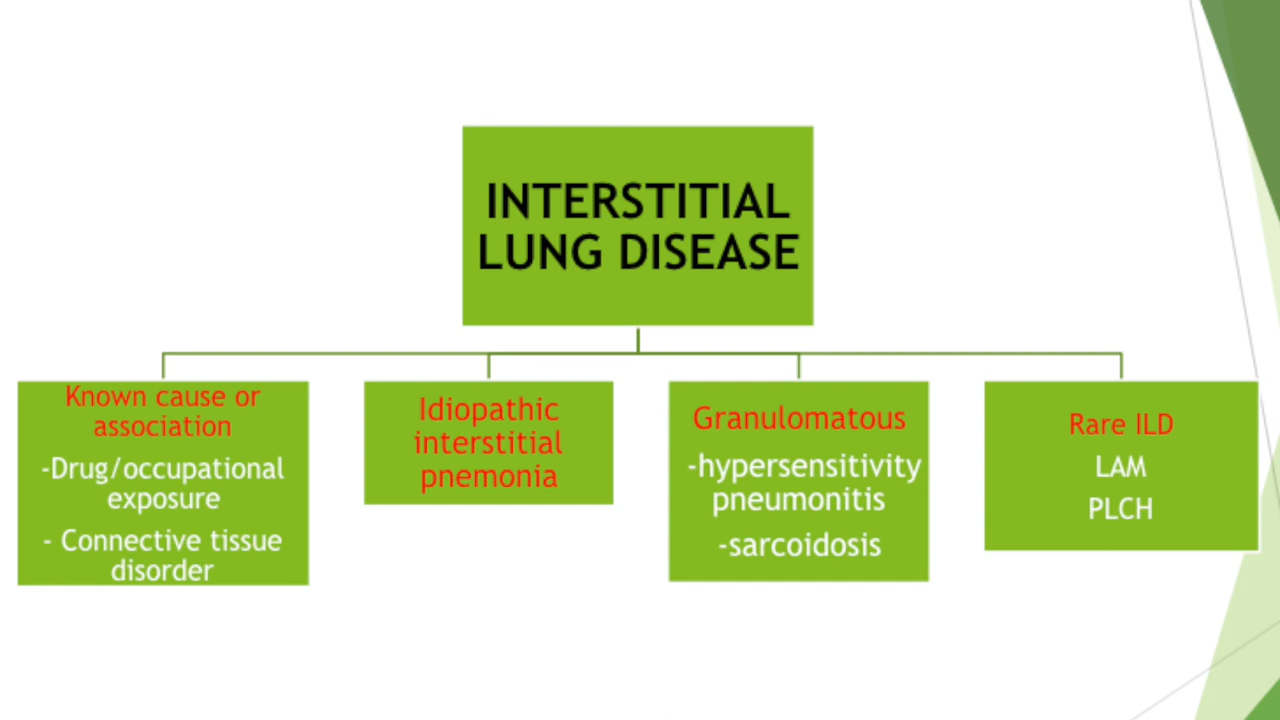 INTERSTITIAL
LUNG DISEASE
Known cause or
association
-Drug/occupational
exposure
- Connective tissue
disorder
Idiopathic
interstitial
pnemonia
Granulomatous
-hypersensitivity
pneumonitis
-sarcoidosis
Rare ILD
LAM
PLCH